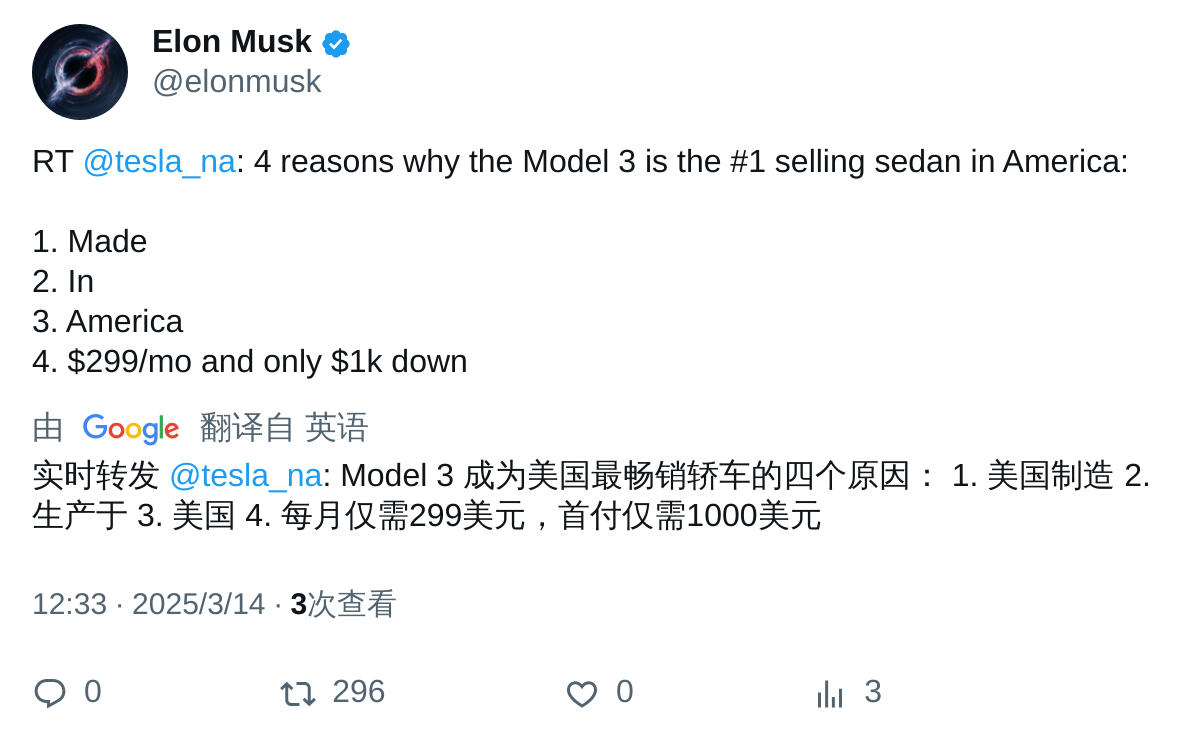 Elon Musk
@elonmusk
RT @tesla_na: 4 reasons why the Model 3 is the #1 selling sedan in America:
1. Made
2. In
3. America
4. $299/mo and only $1k down
由 Google 翻译自 英语
实时转发 @tesla_na: Model 3 成为美国最畅销轿车的四个原因： 1. 美国制造 2.
生产于 3. 美国 4. 每月仅需299美元，首付仅需1000美元
12:33 · 2025/3/14 · 3次查看
0 296 0 3